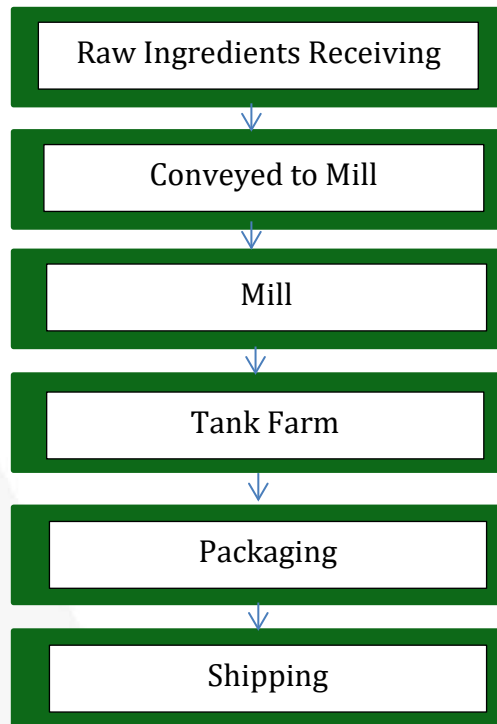 Raw Ingredients Receiving
Conveyed to Mill
Mill
Tank Farm
Packaging
Shipping